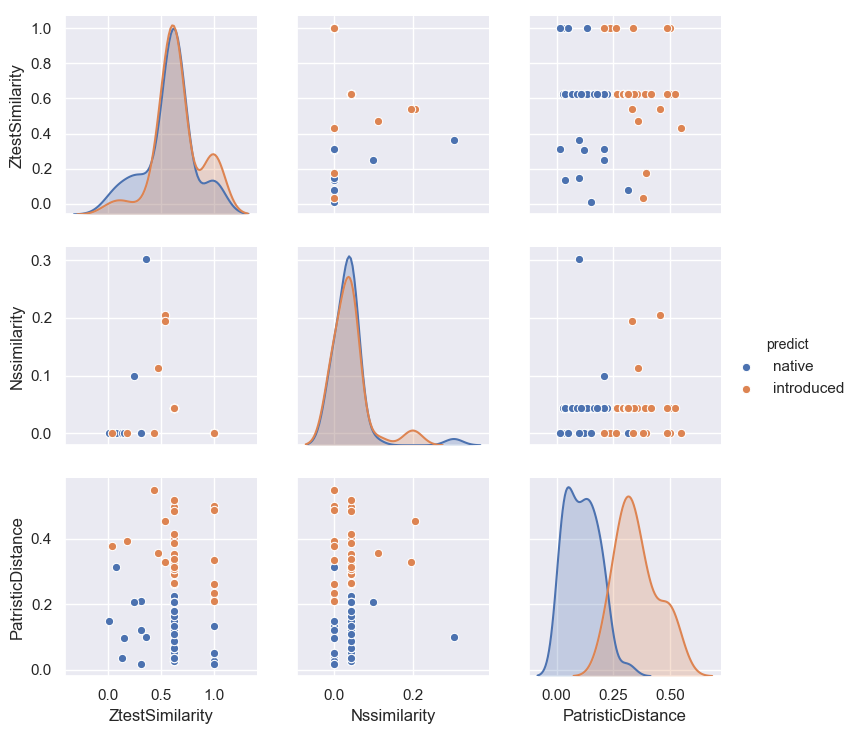 1.0
0.8
0.6
0.4
0.2
0.0
ZtestSimilarity
0.3
0.2
0.1
0.0
Nssimilarity
predict
native
introduced
0.4
0.2
0.0
PatristicDistance
0.0 0.5 1.0
ZtestSimilarity
0.0 0.2
Nssimilarity
0.00 0.25 0.50
PatristicDistance